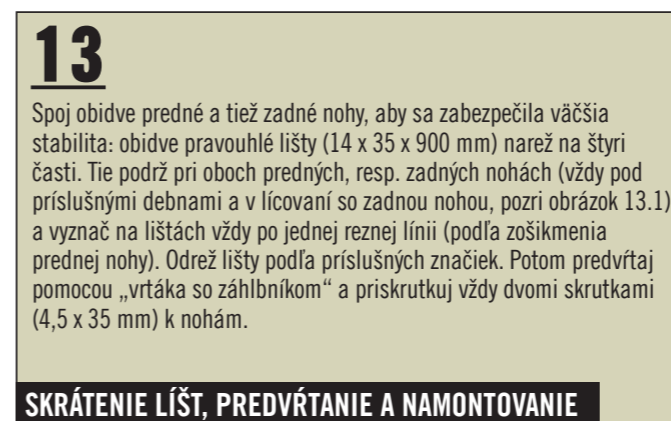 13
Spoj obidve predné a tiež zadné nohy, aby sa zabezpečila väčšia
stabilita: obidve pravouhlé lišty (14 x 35 x 900 mm) narež na štyri
časti. Tie podrž pri oboch predných, resp. zadných nohách (vždy pod
príslušnými debnami a v lícovaní so zadnou nohou, pozri obrázok 13.1)
a vyznač na lištách vždy po jednej reznej línii (podľa zošikmenia
prednej nohy). Odrež lišty podľa príslušných značiek. Potom predvŕtaj
pomocou „vrtáka so záhlbníkom“ a priskrutkuj vždy dvomi skrutkami
(4,5 x 35 mm) k nohám.
SKRÁTENIE LÍŠT, PREDVŔTANIE A NAMONTOVANIE